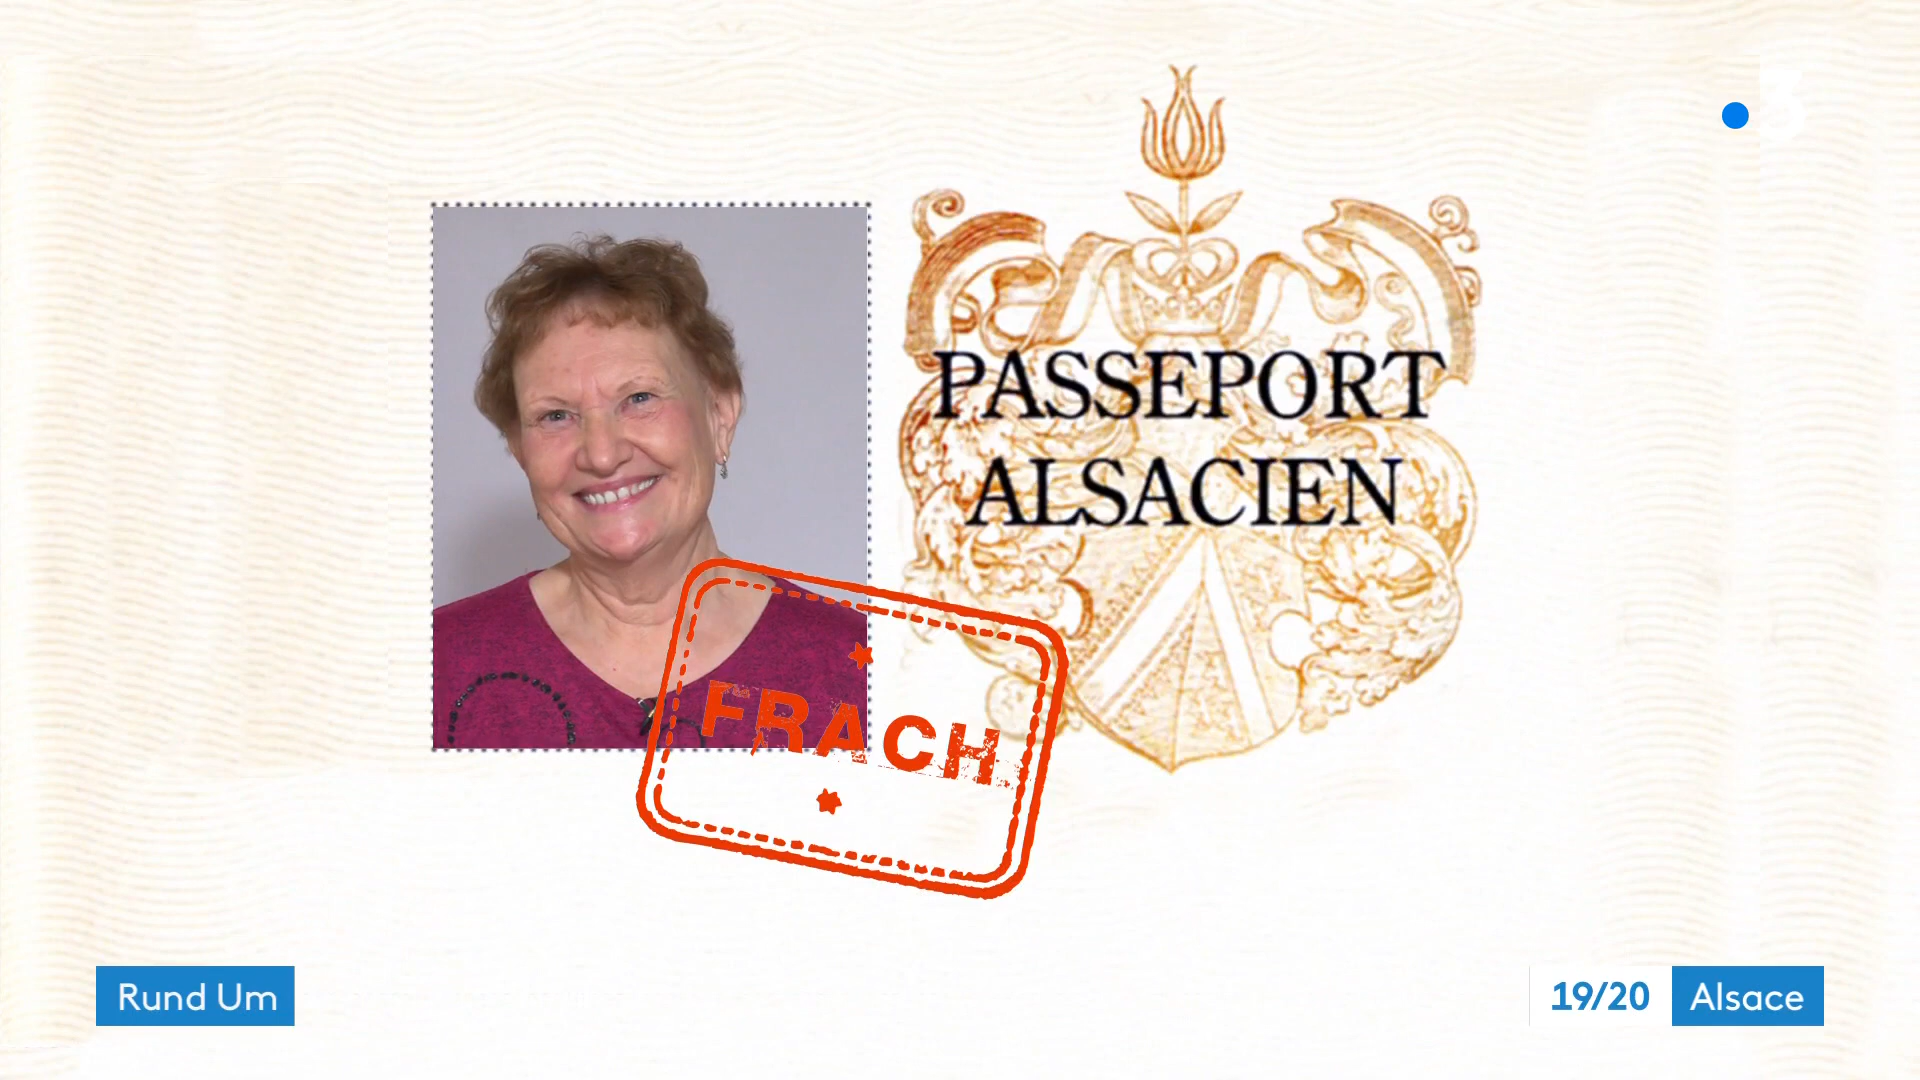 PASSEPORT
ALSACIEN
FRACH
Rund Um
19/20 Alsace